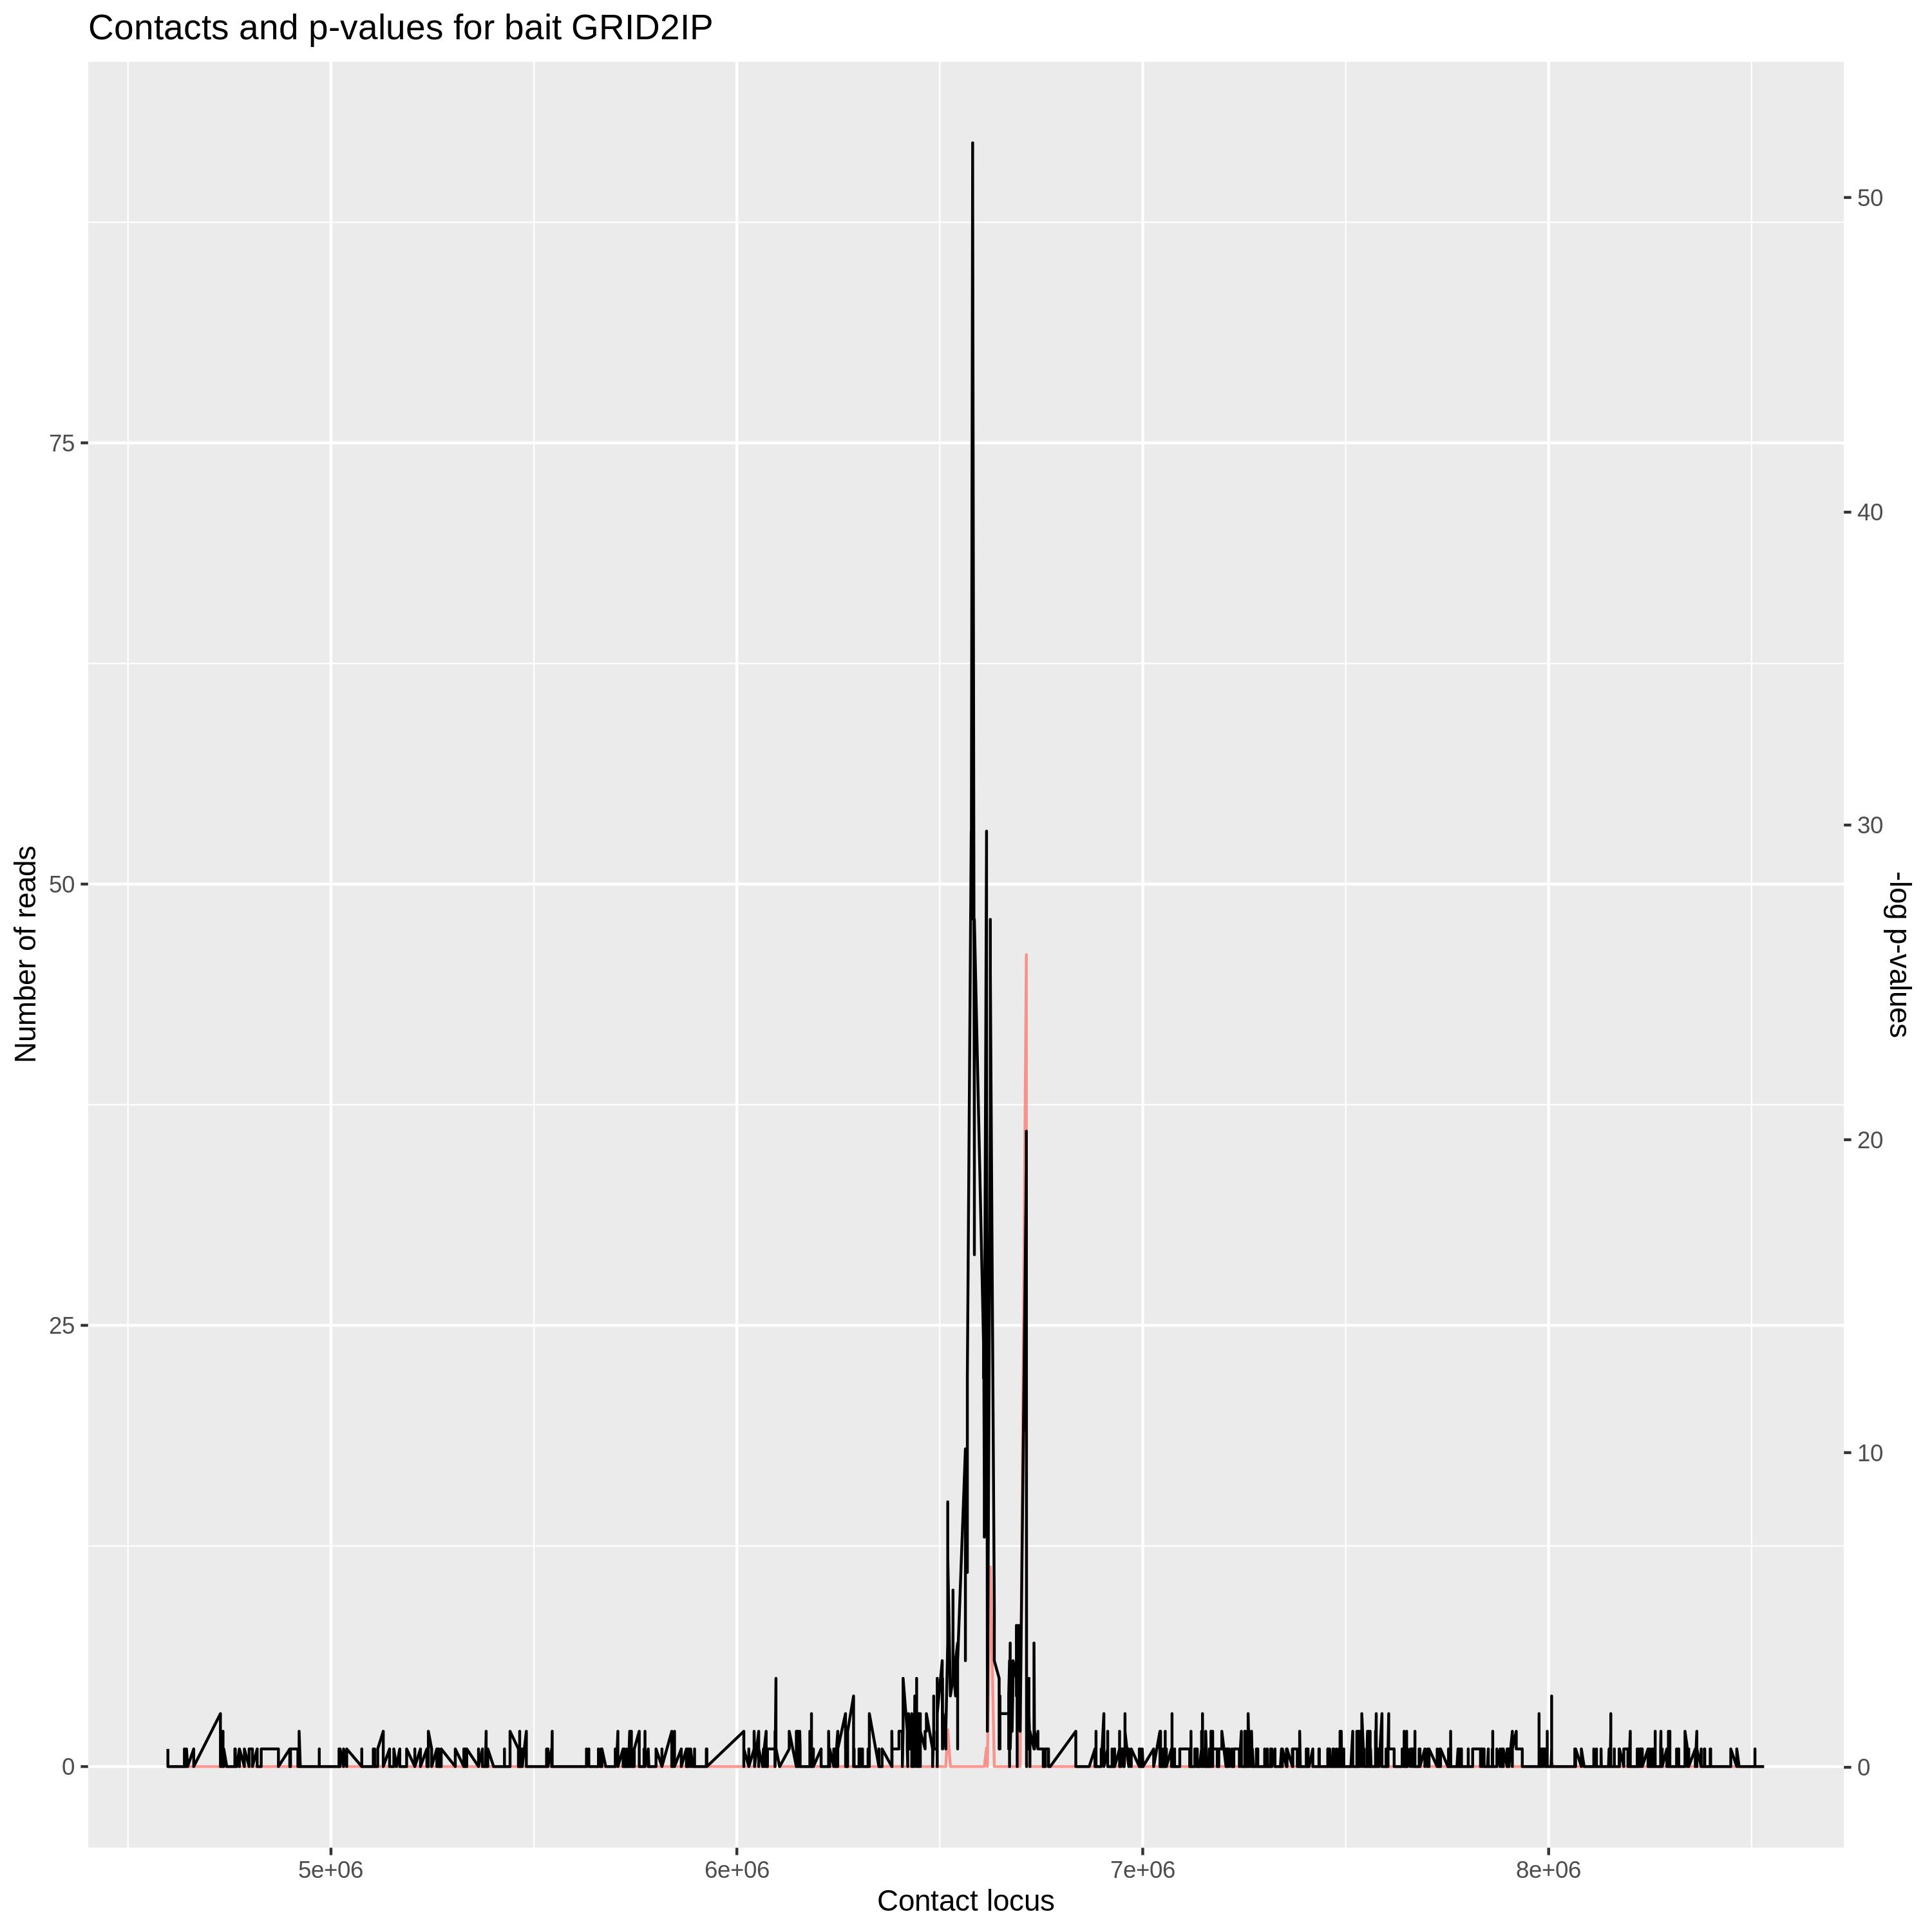 Contacts and p-values for bait GRID2IP
Number of reads
75
50
25
0
50
40
30
20
10
0
-log p-values
5e+06
6e+06
7e+06
8e+06
Contact locus